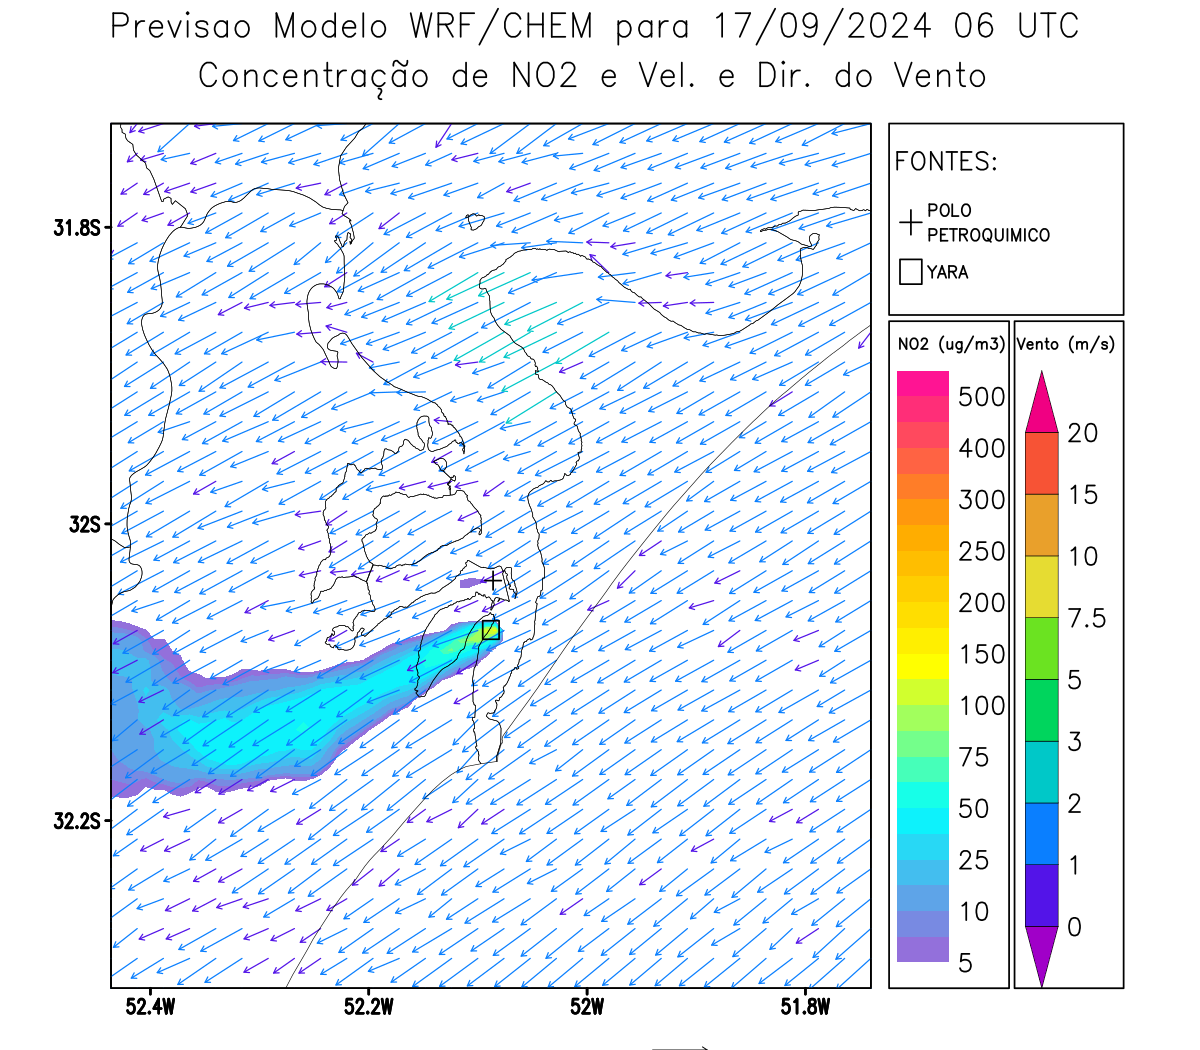 Previsao Modelo WRF/CHEM para 17/09/2024 06 UTC
Concentração de NO2 e Vel. e Dir. do Vento
FONTES:
POLO
PETROQUIMICO
YARA
NO2 (ug/m3)
500
400
300
250
200
150
100
75
50
25
10
5
Vento (m/s)
20
15
10
7.5
5
3
2
1
0
31.8S
32S
32.2S
52.4W
52.2W
52W
51.8W